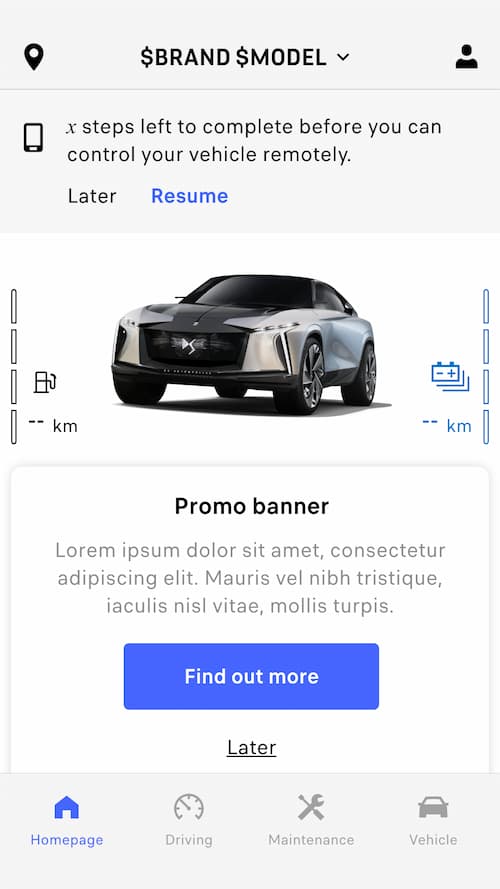 $BRAND $MODEL
x steps left to complete before you can
control your vehicle remotely.
Later Resume
-- km -- km
Promo banner
Lorem ipsum dolor sit amet, consectetur
adipiscing elit. Mauris vel nibh tristique,
iaculis nisl vitae, mollis turpis.
Find out more
Later
Homepage Driving Maintenance Vehicle